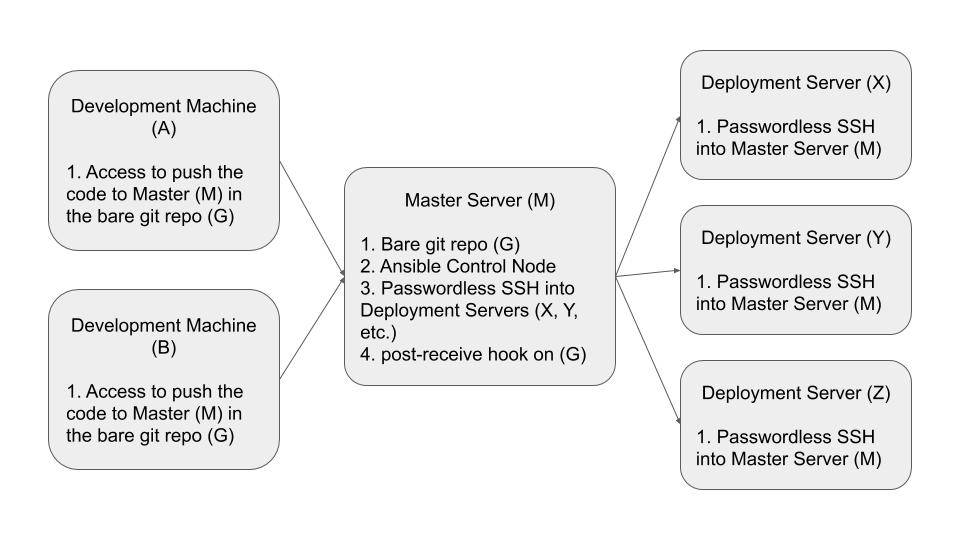 Development Machine
(A)
1. Access to push the
code to Master (M) in
the bare git repo (G)
Development Machine
(B)
1. Access to push the
code to Master (M) in
the bare git repo (G)
Master Server (M)
1. Bare git repo (G)
2. Ansible Control Node
3. Passwordless SSH into
Deployment Servers (X, Y,
etc.)
4. post-receive hook on (G)
Deployment Server (X)
1. Passwordless SSH
into Master Server (M)
Deployment Server (Y)
1. Passwordless SSH
into Master Server (M)
Deployment Server (Z)
1. Passwordless SSH
into Master Server (M)